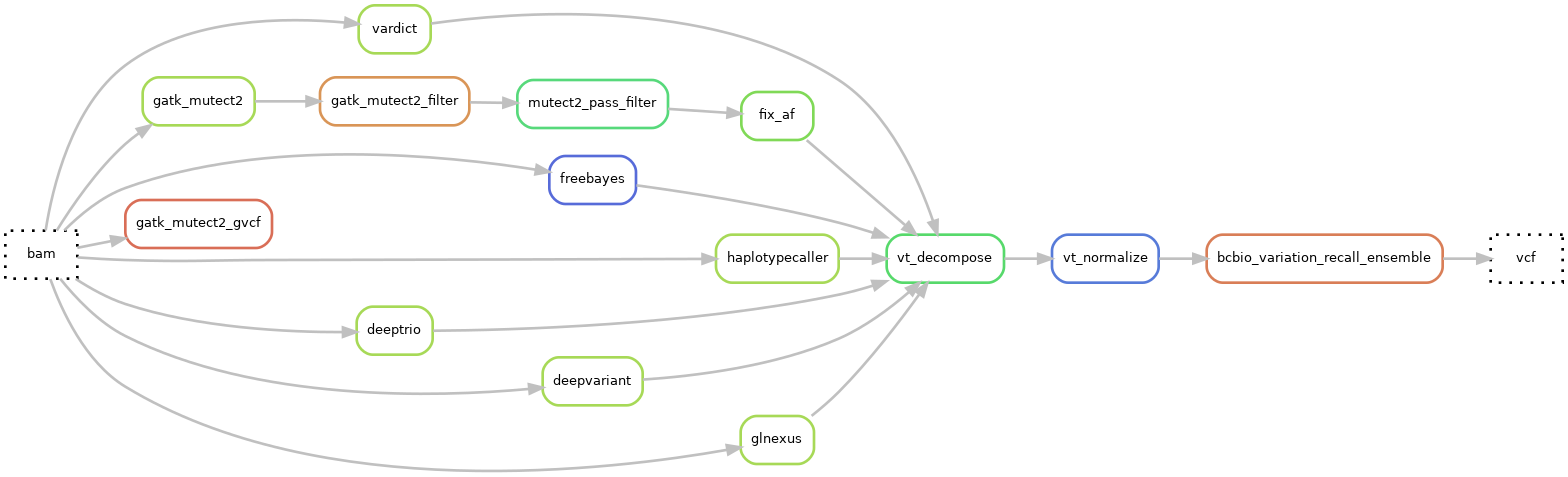 vardict
gatk_mutect2
gatk_mutect2_filter
mutect2_pass_filter
fix_af
freebayes
gatk_mutect2_gvcf
bam
haplotypecaller
vt_decompose
vt_normalize
bcbio_variation_recall_ensemble
vcf
deeptrio
deepvariant
glnexus